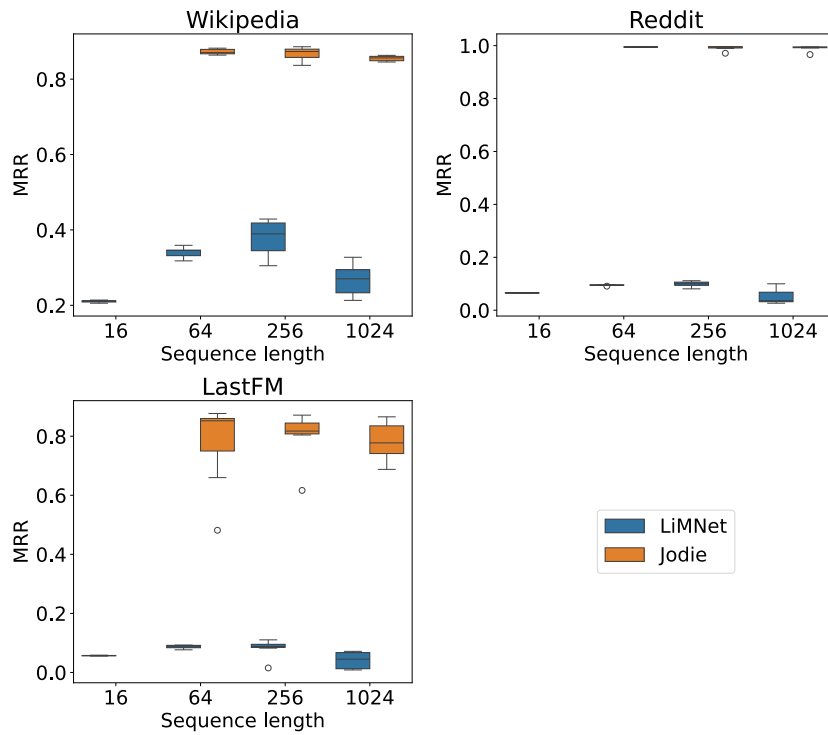 Wikipedia
MRR
0.8
0.6
0.4
0.2
16 64 256 1024
Sequence length
Reddit
MRR
1.0
0.8
0.6
0.4
0.2
0.0
16 64 256 1024
Sequence length
LastFM
MRR
0.8
0.6
0.4
0.2
0.0
16 64 256 1024
Sequence length
LiMNet
Jodie